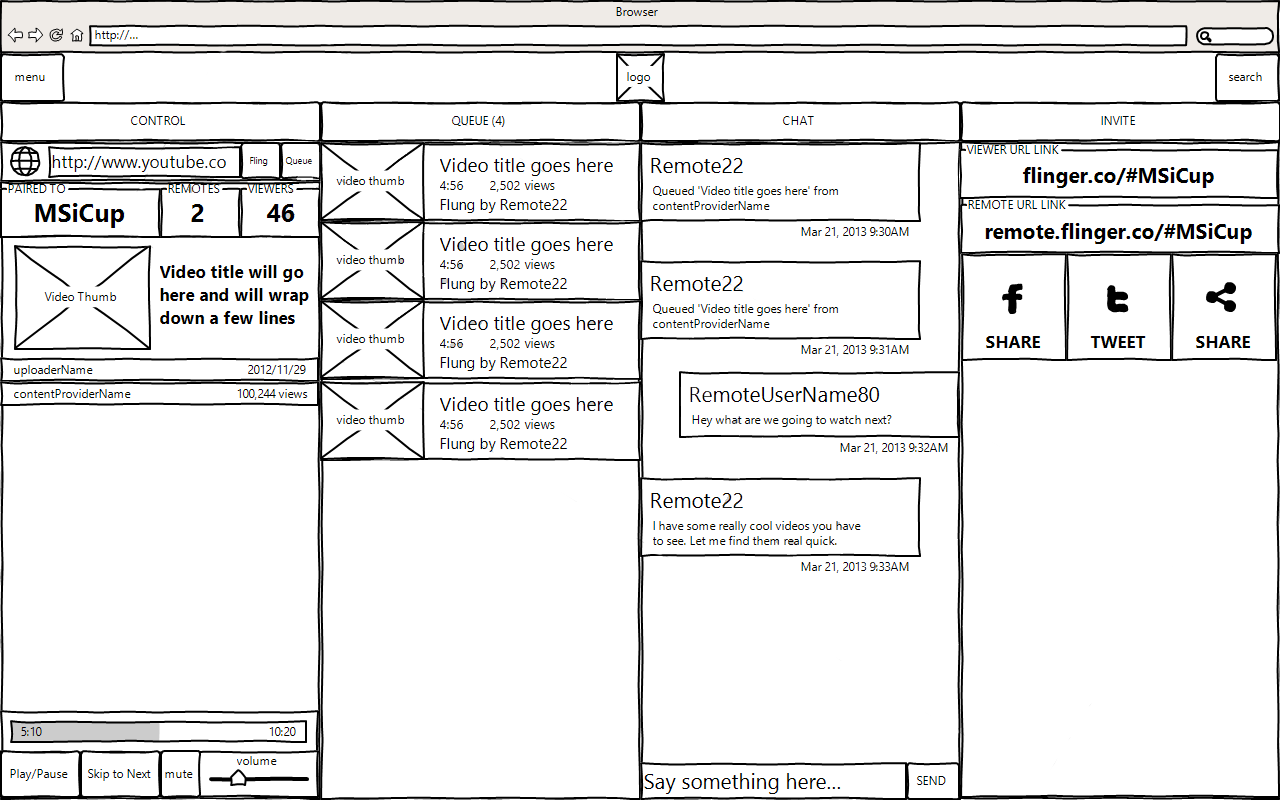 Browser
http://...
menu
logo
search
CONTROL
QUEUE (4)
CHAT
INVITE
http://www.youtube.co
Fling
Queue
PAIRED TO
MSiCup
REMOTES
2
VIEWERS
46
Video Thumb
Video title will go
here and will wrap
down a few lines
uploaderName
2012/11/29
contentProviderName
100,244 views
5:10
10:20
Play/Pause
Skip to Next
mute
volume
video thumb
Video title goes here
4:56 2,502 views
Flung by Remote22
video thumb
Video title goes here
4:56 2,502 views
Flung by Remote22
video thumb
Video title goes here
4:56 2,502 views
Flung by Remote22
video thumb
Video title goes here
4:56 2,502 views
Flung by Remote22
Remote22
Queued 'Video title goes here' from
contentProviderName
Mar 21, 2013 9:30AM
Remote22
Queued 'Video title goes here' from
contentProviderName
Mar 21, 2013 9:31AM
RemoteUserName80
Hey what are we going to watch next?
Mar 21, 2013 9:32AM
Remote22
I have some really cool videos you have
to see. Let me find them real quick.
Mar 21, 2013 9:33AM
Say something here...
SEND
VIEWER URL LINK
flinger.co/#MSiCup
REMOTE URL LINK
remote.flinger.co/#MSiCup
SHARE
TWEET
SHARE